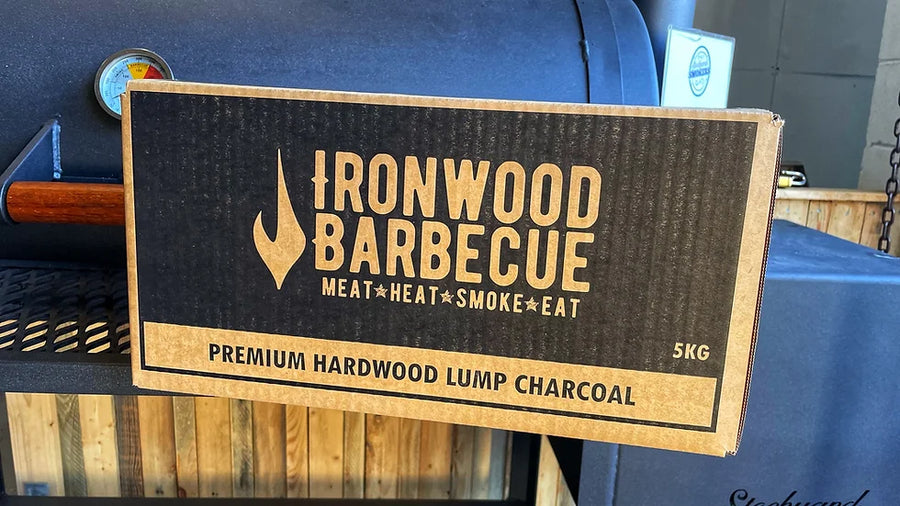 IRONWOOD
BARBECUE
MEAT★HEAT★SMOKE★EAT
5KG
PREMIUM HARDWOOD LUMP CHARCOAL